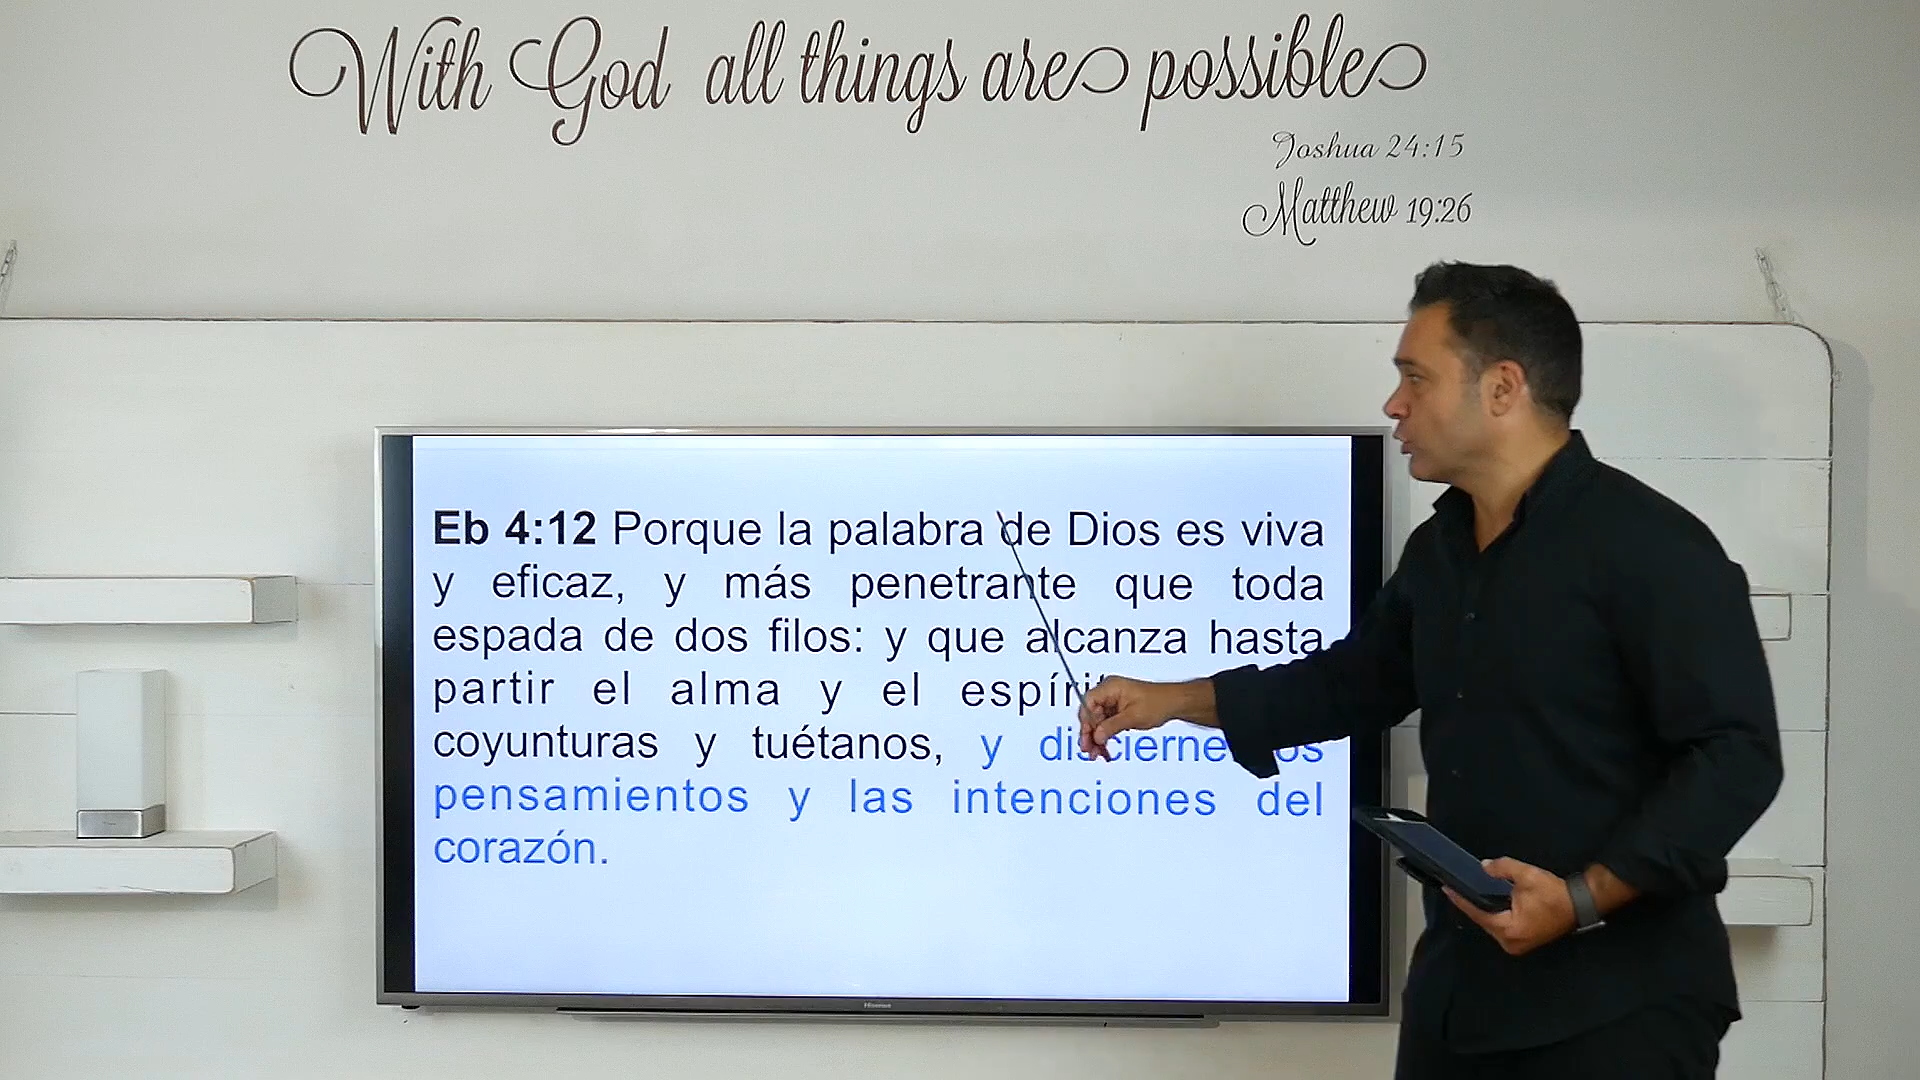 With God all things are possible
Joshua 24:15
Matthew 19:26
Eb 4:12 Porque la palabra de Dios es viva
y eficaz, y más penetrante que toda
espada de dos filos: y que alcanza hasta
partir el alma y el
coyunturas y tuétanos, y discierne
pensamientos y las intenciones del
corazón.
Hisense